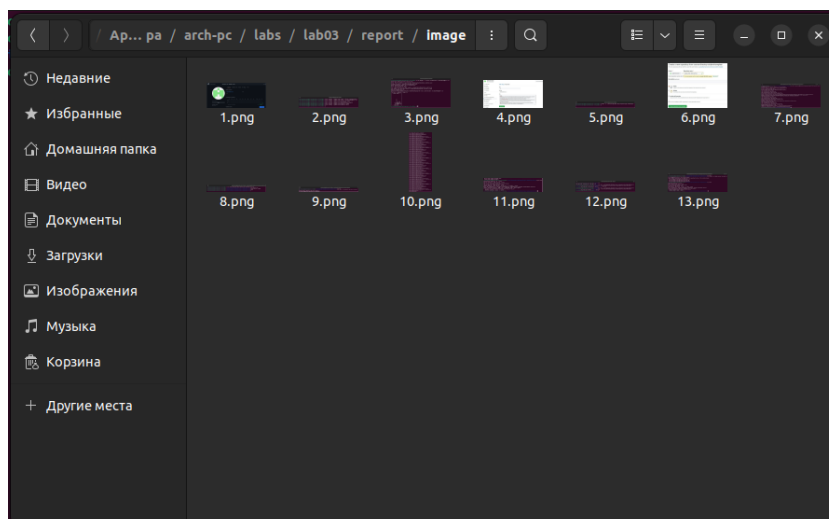 / Ap... pa / arch-pc / labs / lab03 / report / image
Недавние
Избранные
Домашняя папка
Видео
Документы
Загрузки
Изображения
Музыка
Корзина
+ Другие места
1.png 2.png 3.png 4.png 5.png 6.png 7.png
8.png 9.png 10.png 11.png 12.png 13.png